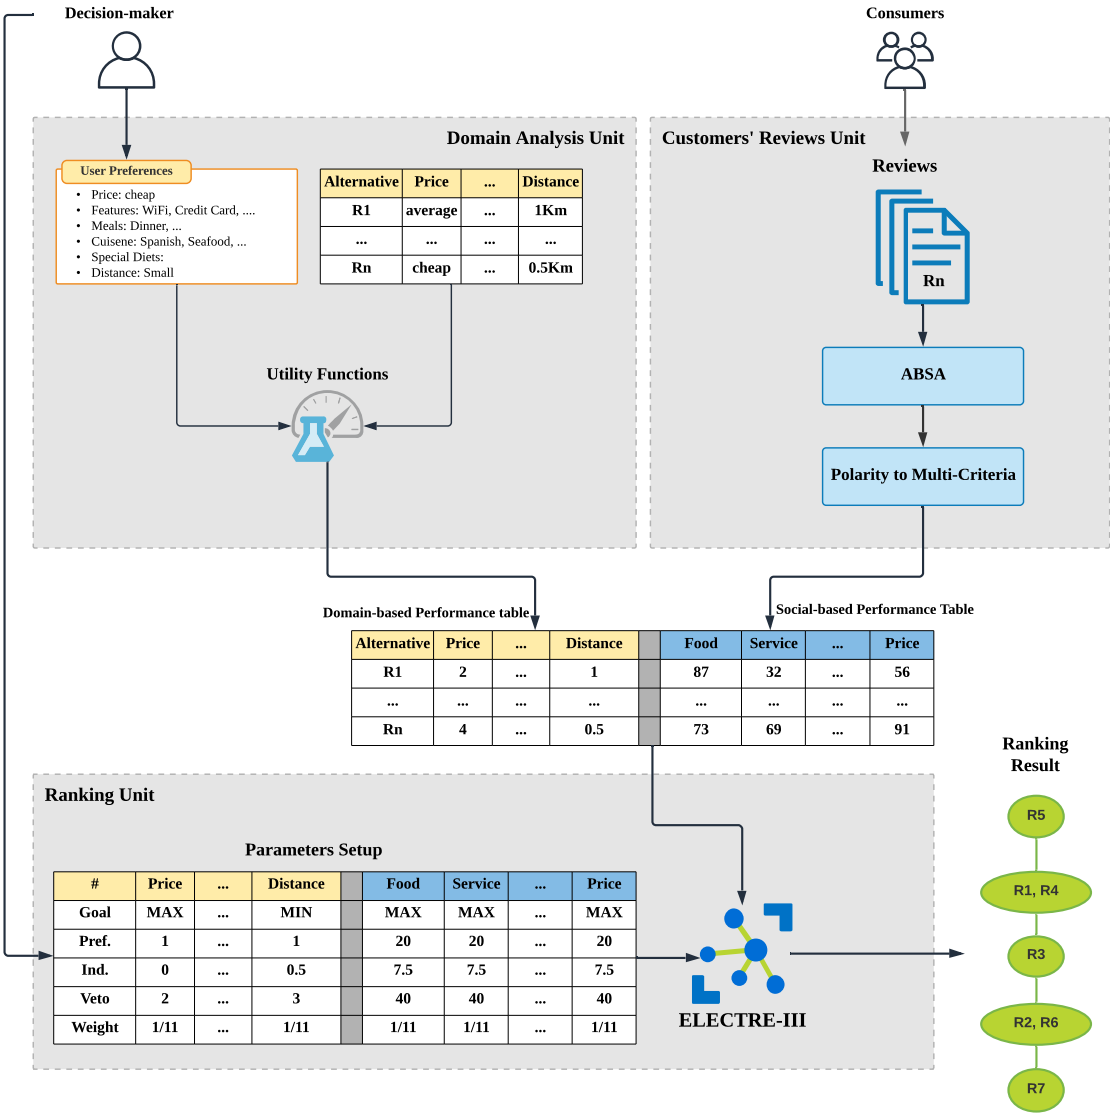 Decision-maker
Consumers
Domain Analysis Unit
Customers' Reviews Unit
User Preferences
• Price: cheap
• Features: WiFi, Credit Card, ....
• Meals: Dinner, ...
• Cuisene: Spanish, Seafood, ...
• Special Diets:
• Distance: Small
Alternative Price ... Distance
R1 average ... 1Km
... ... ... ...
Rn cheap ... 0.5Km
Utility Functions
Reviews
Rn
ABSA
Polarity to Multi-Criteria
Domain-based Performance table
Social-based Performance Table
Alternative Price ... Distance Food Service ... Price
R1 2 ... 1 87 32 ... 56
... ... ... ... ... ... ... ...
Rn 4 ... 0.5 73 69 ... 91
Ranking Unit
Parameters Setup
# Price ... Distance Food Service ... Price
Goal MAX ... MIN MAX MAX ... MAX
Pref. 1 ... 1 20 20 ... 20
Ind. 0 ... 0.5 7.5 7.5 ... 7.5
Veto 2 ... 3 40 40 ... 40
Weight 1/11 ... 1/11 1/11 1/11 ... 1/11
ELECTRE-III
Ranking
Result
R5
R1, R4
R3
R2, R6
R7